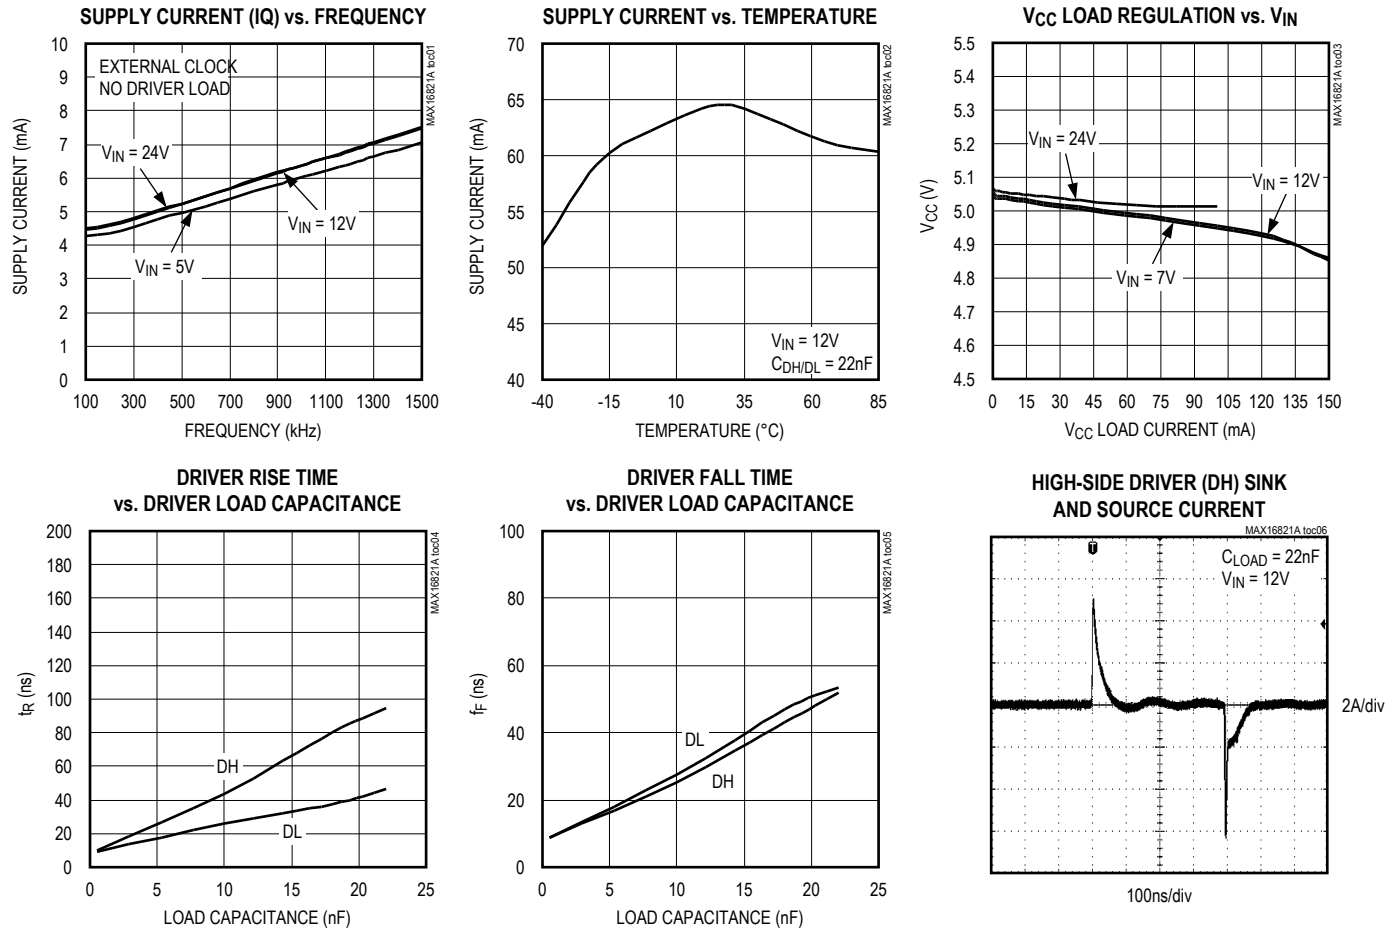 SUPPLY CURRENT (IQ) vs. FREQUENCY
MAX16821A toc01
EXTERNAL CLOCK
NO DRIVER LOAD
VIN = 24V
VIN = 12V
VIN = 5V
SUPPLY CURRENT (mA)
10
9
8
7
6
5
4
3
2
1
0
100 300 500 700 900 1100 1300 1500
FREQUENCY (kHz)
SUPPLY CURRENT vs. TEMPERATURE
MAX16821A toc02
SUPPLY CURRENT (mA)
70
65
60
55
50
45
40
VIN = 12V
CDH/DL = 22nF
-40 -15 10 35 60 85
TEMPERATURE (°C)
VCC LOAD REGULATION vs. VIN
MAX16821A toc03
VCC (V)
5.5
5.4
5.3
5.2
5.1
5.0
4.9
4.8
4.7
4.6
4.5
VIN = 24V
VIN = 12V
VIN = 7V
0 15 30 45 60 75 90 105 120 135 150
VCC LOAD CURRENT (mA)
DRIVER RISE TIME
vs. DRIVER LOAD CAPACITANCE
MAX16821A toc04
tR (ns)
200
180
160
140
120
100
80
60
40
20
0
DH
DL
0 5 10 15 20 25
LOAD CAPACITANCE (nF)
DRIVER FALL TIME
vs. DRIVER LOAD CAPACITANCE
MAX16821A toc05
fF (ns)
100
80
60
40
20
0
DL
DH
0 5 10 15 20 25
LOAD CAPACITANCE (nF)
HIGH-SIDE DRIVER (DH) SINK
AND SOURCE CURRENT
MAX16821A toc06
T
CLOAD = 22nF
VIN = 12V
2A/div
100ns/div